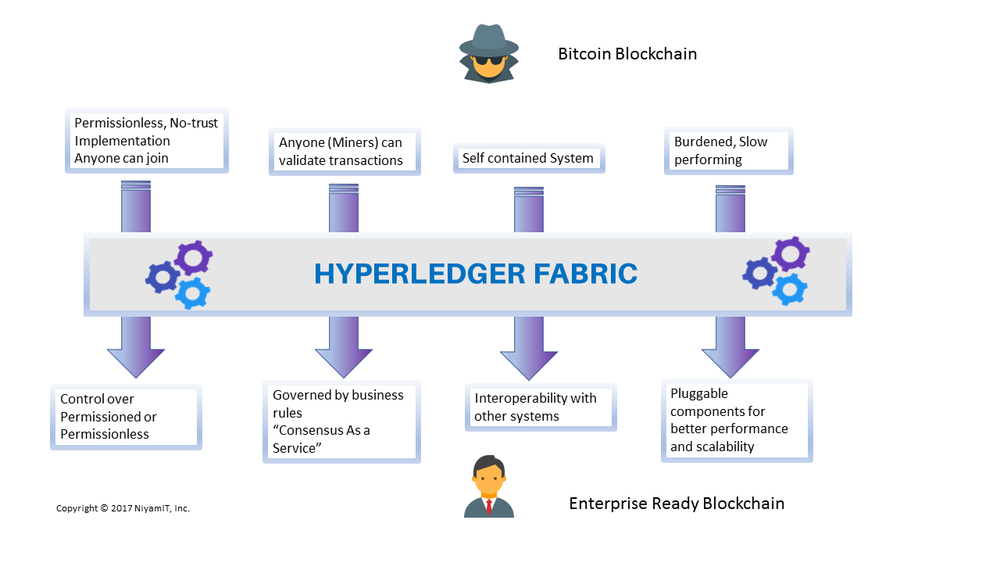 Bitcoin Blockchain
Permissionless, No-trust
Implementation
Anyone can join
Anyone (Miners) can
validate transactions
Self contained System
Burdened, Slow
performing
HYPERLEDGER FABRIC
Control over
Permissioned or
Permissionless
Governed by business
rules
“Consensus As a
Service”
Interoperability with
other systems
Pluggable
components for
better performance
and scalability
Enterprise Ready Blockchain
Copyright © 2017 NiyamIT, Inc.